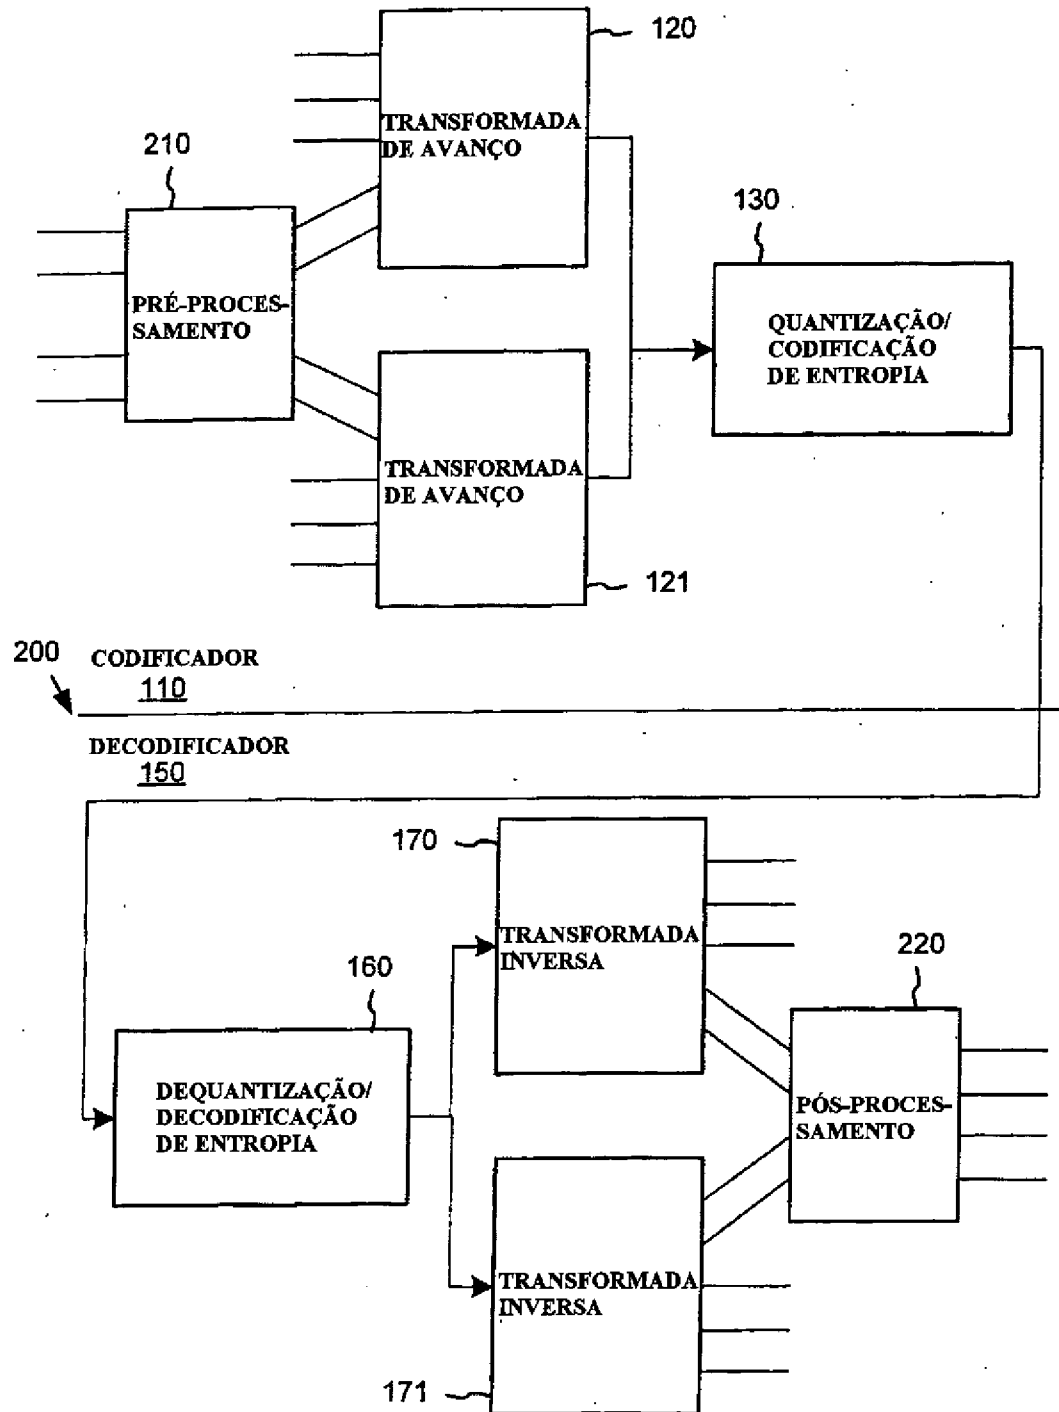 120
TRANSFORMADA
DE AVANÇO
210
130
PRÉ-PROCES-
SAMENTO
QUANTIZAÇÃO/
CODIFICAÇÃO
DE ENTROPIA
TRANSFORMADA
DE AVANÇO
121
200
CODIFICADOR
110
DECODIFICADOR
150
170
TRANSFORMADA
INVERSA
220
160
DEQUANTIZAÇÃO/
DECODIFICAÇÃO
DE ENTROPIA
PÓS-PROCES-
SAMENTO
TRANSFORMADA
INVERSA
171